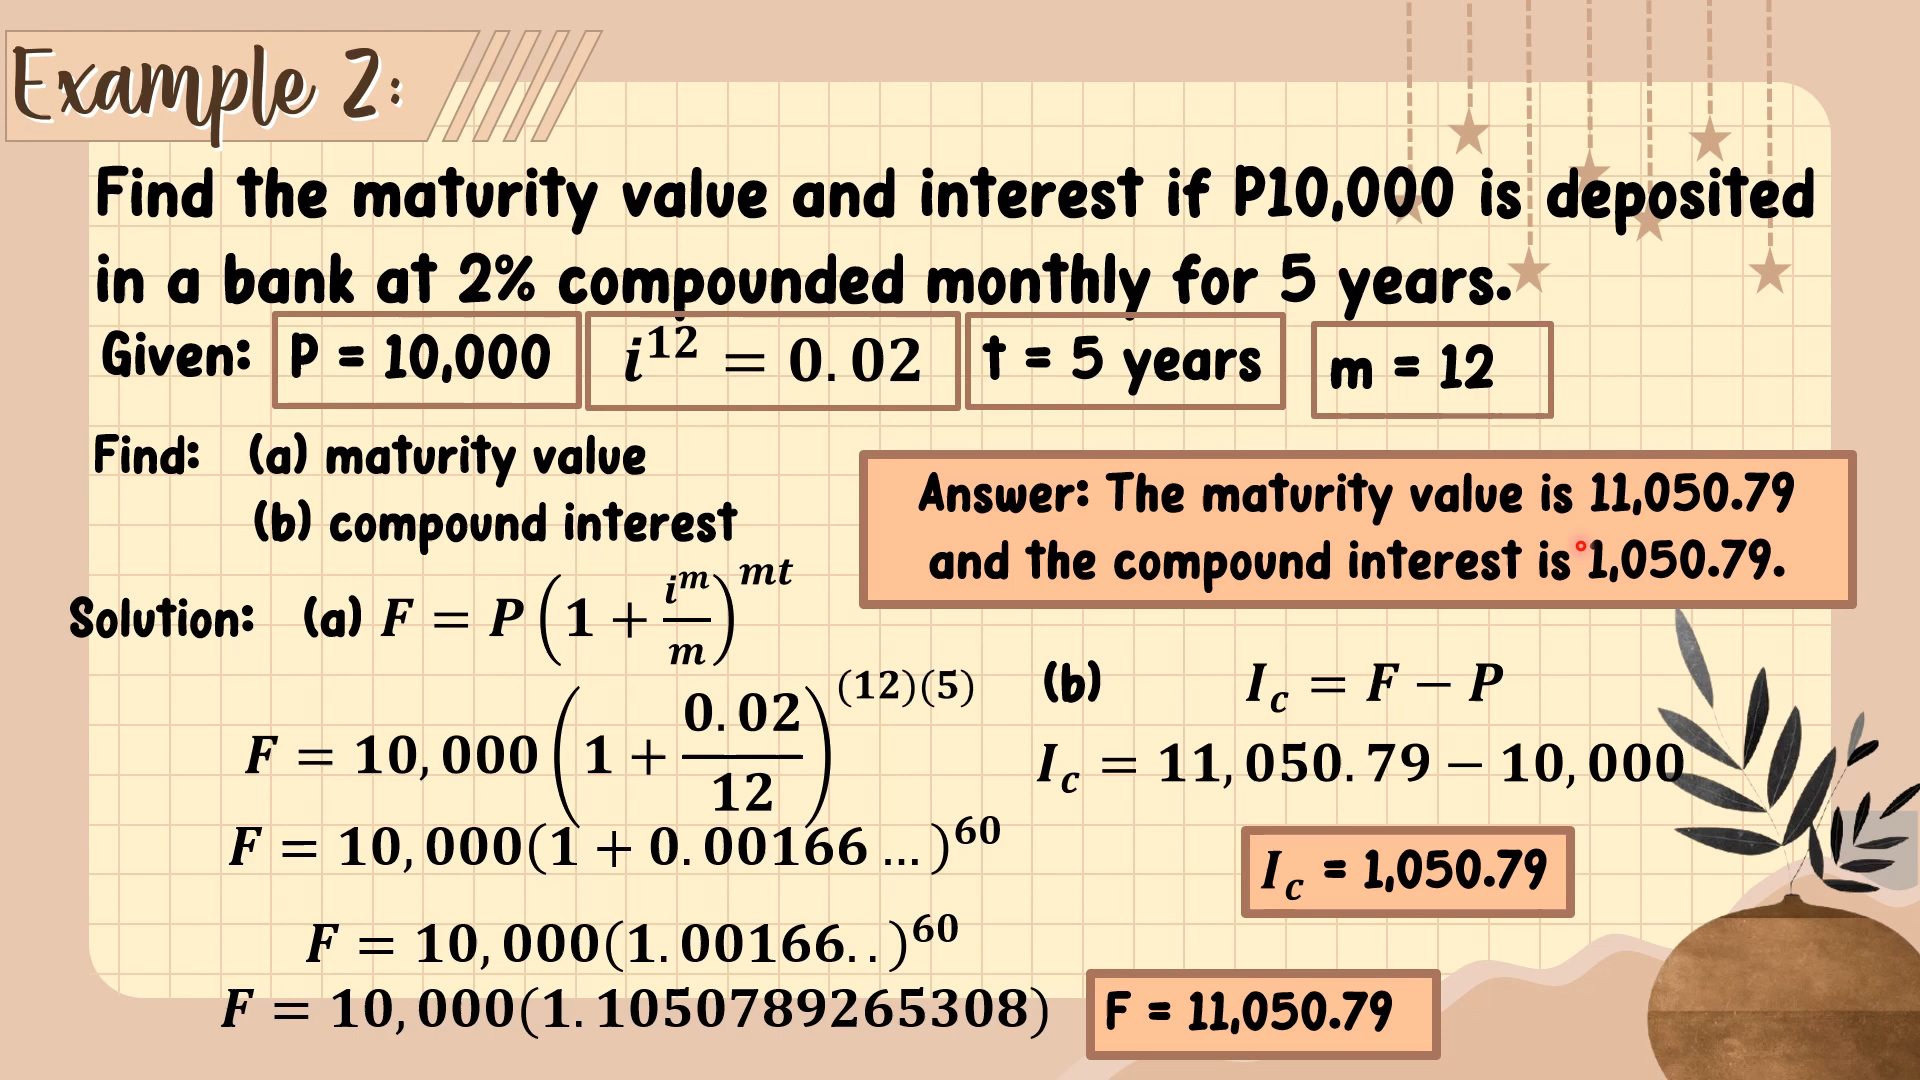 Example 2:
Find the maturity value and interest if P10,000 is deposited
in a bank at 2% compounded monthly for 5 years.
Given: P = 10,000 i^12 = 0.02 t = 5 years m = 12
Find: (a) maturity value
(b) compound interest
Answer: The maturity value is 11,050.79
and the compound interest is 1,050.79.
Solution: (a) F = P(1 + i^m/m)^mt
F = 10,000(1 + 0.02/12)^(12)(5)
F = 10,000(1 + 0.00166...)^60
F = 10,000(1.00166..)^60
F = 10,000(1.1050789265308)
F = 11,050.79
(b) I_c = F − P
I_c = 11,050.79 − 10,000
I_c = 1,050.79